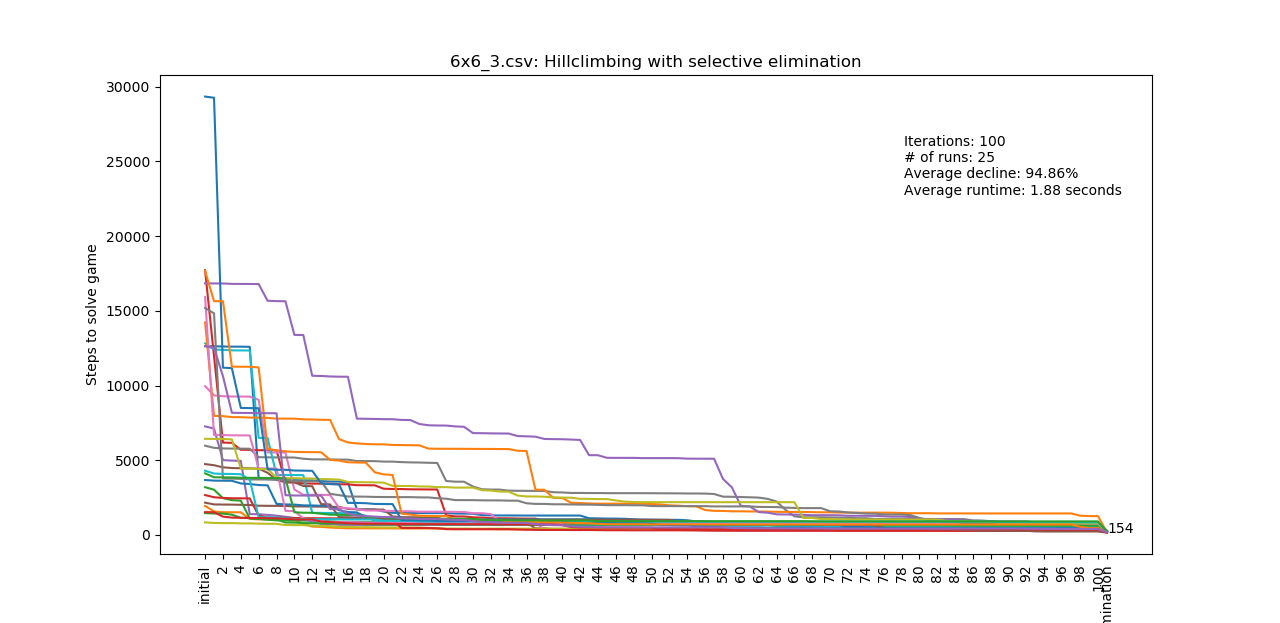 6x6_3.csv: Hillclimbing with selective elimination
30000
25000
20000
15000
10000
5000
0
Steps to solve game
Iterations: 100
# of runs: 25
Average decline: 94.86%
Average runtime: 1.88 seconds
154
initial 2 4 6 8 10 12 14 16 18 20 22 24 26 28 30 32 34 36 38 40 42 44 46 48 50 52 54 56 58 60 62 64 66 68 70 72 74 76 78 80 82 84 86 88 90 92 94 96 98 100